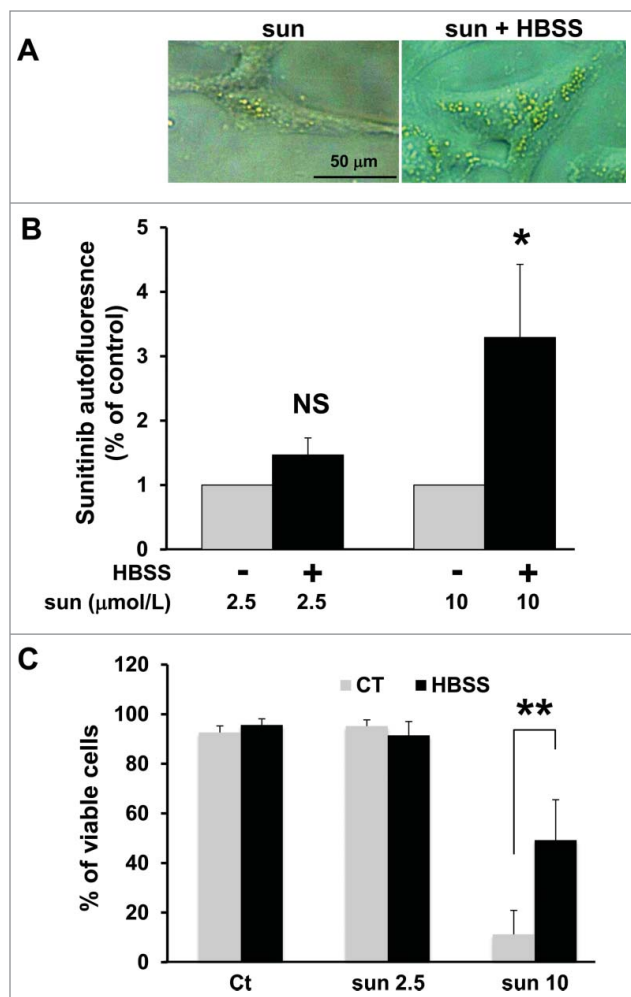 A
sun
sun + HBSS
50 μm
B
Sunitinib autofluoresnce
(% of control)
5
4
3
2
1
0
NS
*
HBSS - + - +
sun (μmol/L) 2.5 2.5 10 10
C
% of viable cells
120
100
80
60
40
20
0
CT HBSS
**
Ct sun 2.5 sun 10